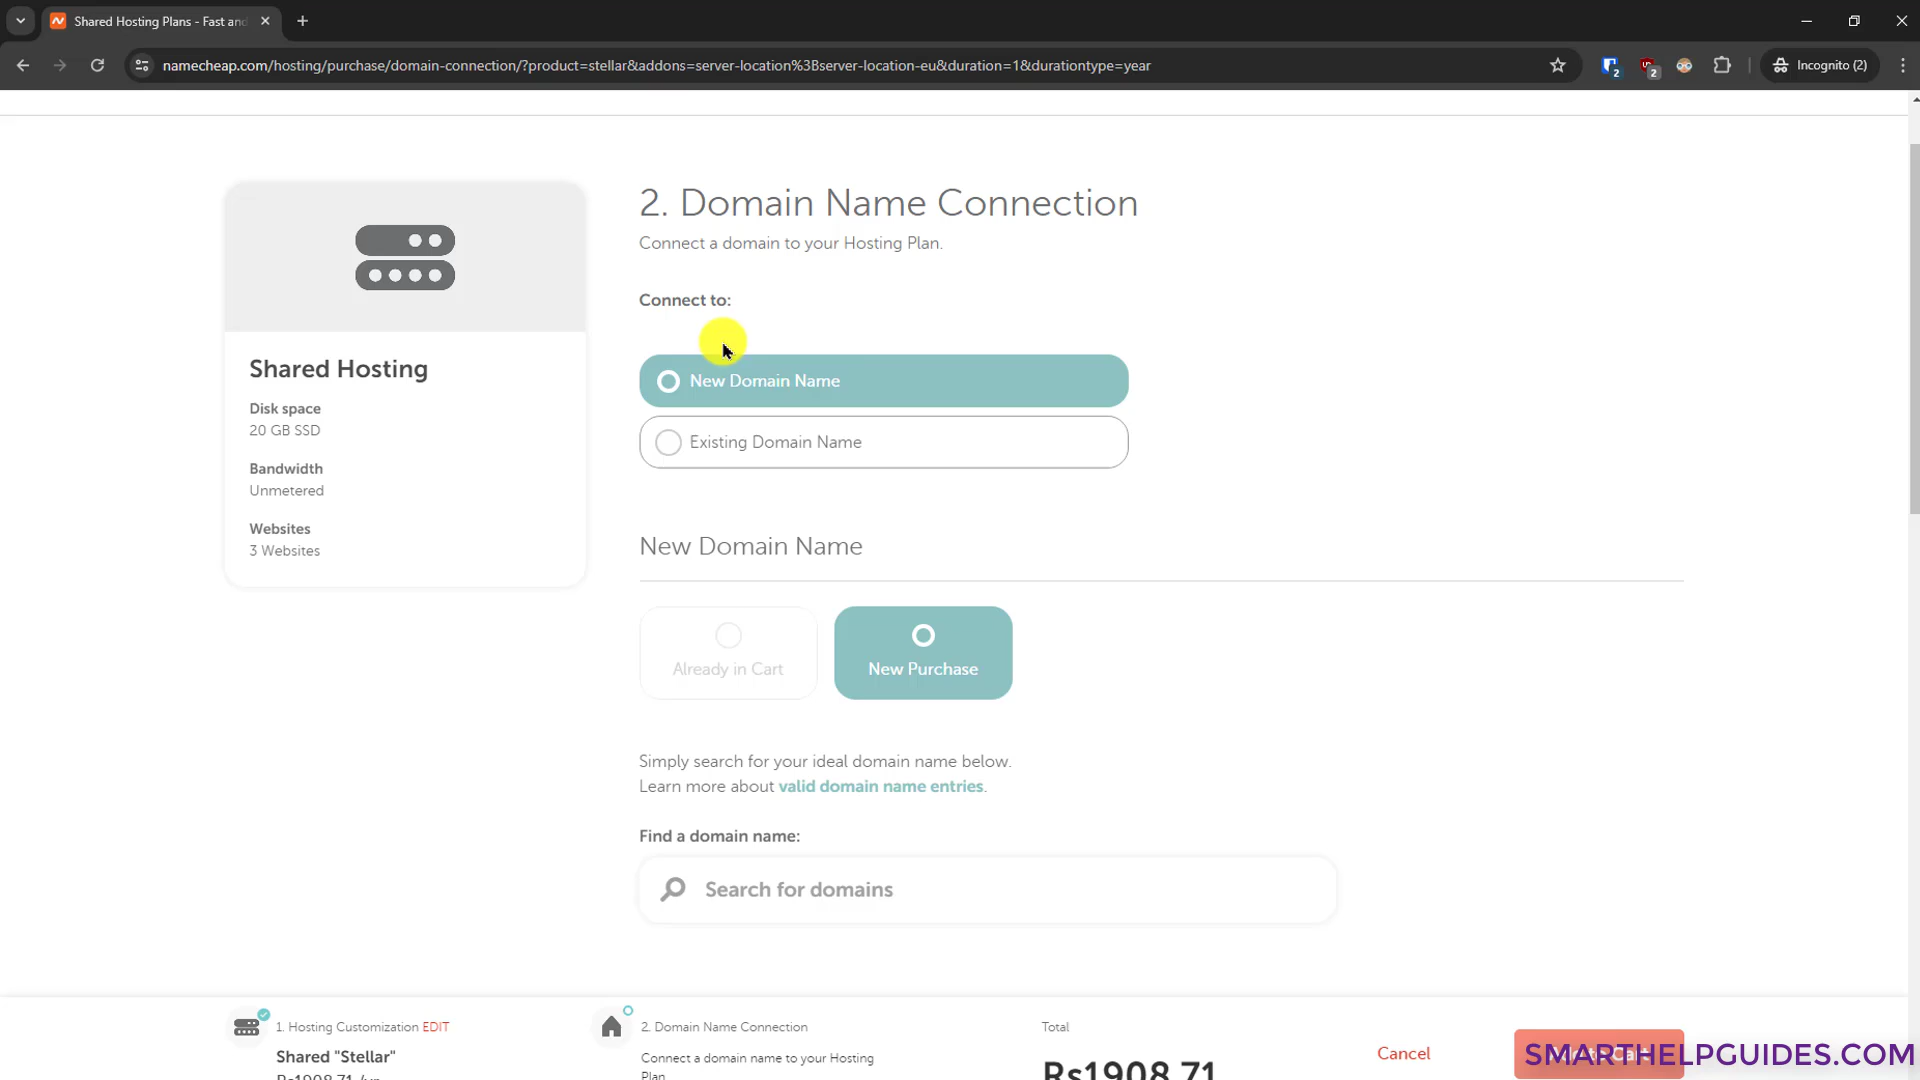 Shared Hosting Plans - Fast and
namecheap.com/hosting/purchase/domain-connection/?product=stellar&addons=server-location%3Bserver-location-eu&duration=1&durationtype=year
2
2
Incognito (2)
2. Domain Name Connection
Connect a domain to your Hosting Plan.
Connect to:
New Domain Name
Existing Domain Name
Shared Hosting
Disk space
20 GB SSD
Bandwidth
Unmetered
Websites
3 Websites
New Domain Name
Already in Cart
New Purchase
Simply search for your ideal domain name below.
Learn more about valid domain name entries.
Find a domain name:
Search for domains
1. Hosting Customization EDIT
Shared "Stellar"
Rs1908.71 /yr
2. Domain Name Connection
Connect a domain name to your Hosting
Plan
Total
Rs1908.71
Cancel
SMARTHELPGUIDES.COM